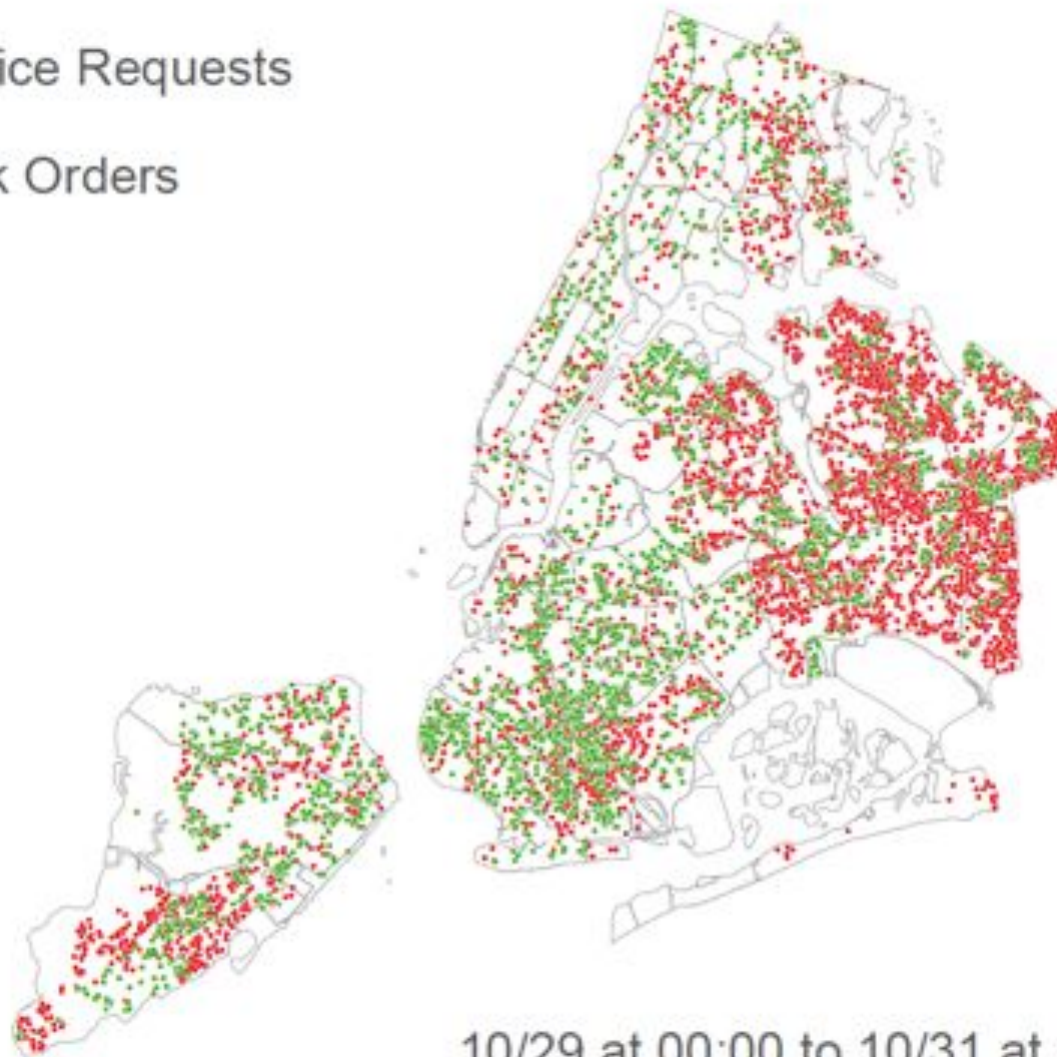 ice Requests
k Orders
10/29 at 00:00 to 10/31 at